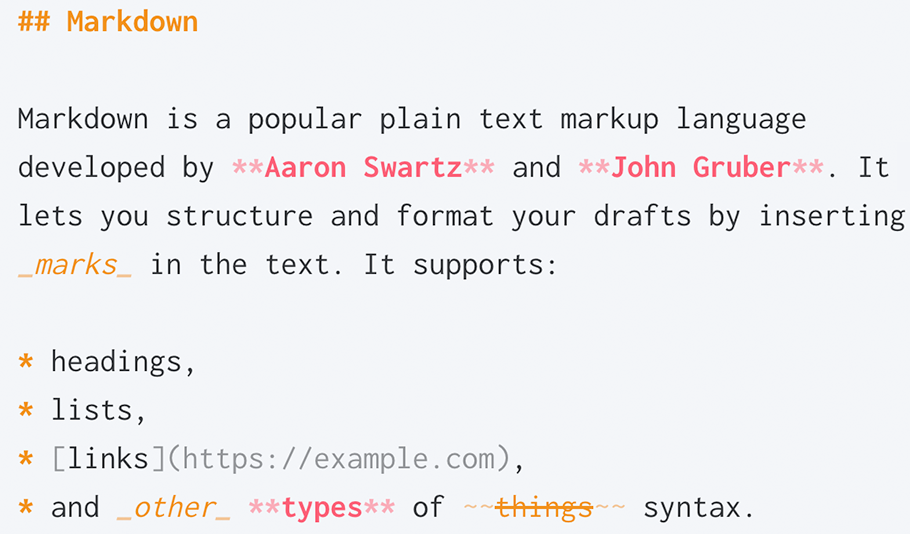 ## Markdown
Markdown is a popular plain text markup language
developed by **Aaron Swartz** and **John Gruber**. It
lets you structure and format your drafts by inserting
_marks_ in the text. It supports:
* headings,
* lists,
* [links](https://example.com),
* and _other_ **types** of ~~things~~ syntax.